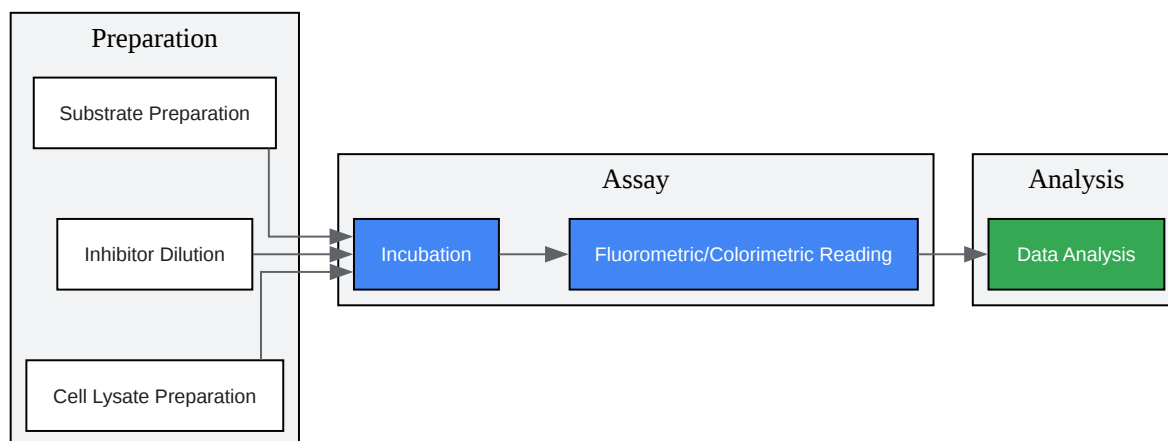 Preparation
Substrate Preparation
Inhibitor Dilution
Cell Lysate Preparation
Assay
Incubation
Fluorometric/Colorimetric Reading
Analysis
Data Analysis